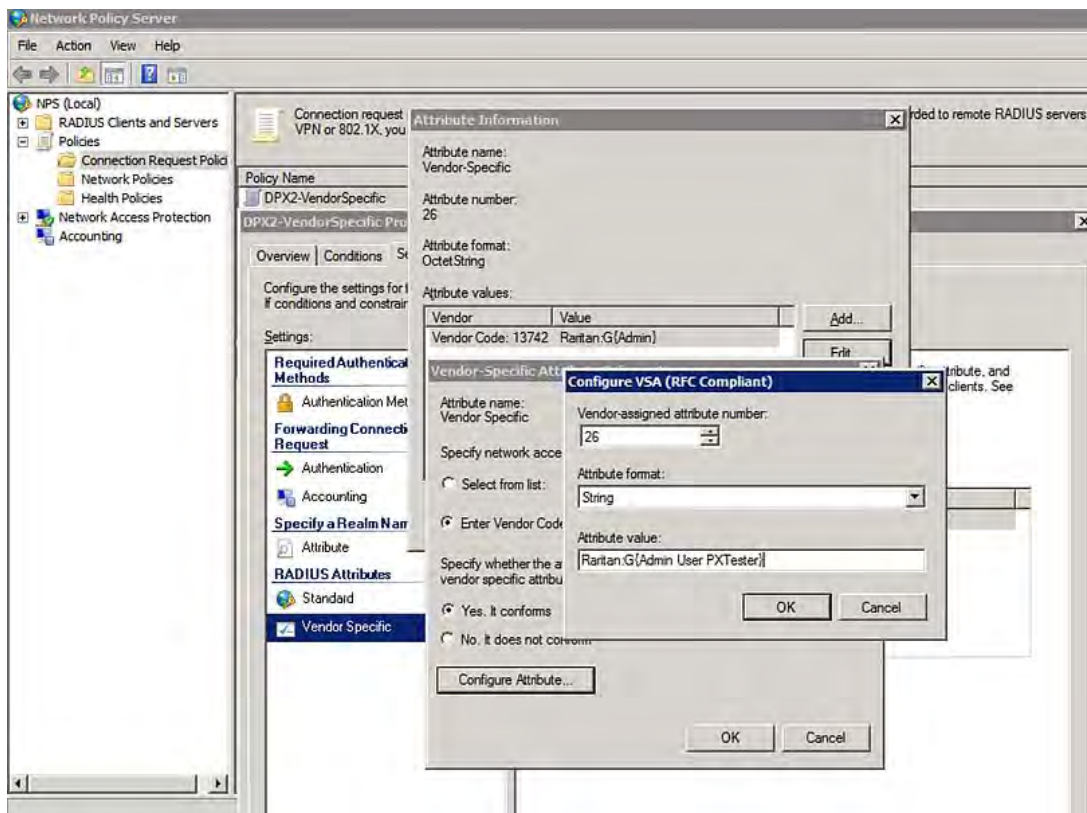 Network Policy Server
File Action View Help
NPS (Local)
RADIUS Clients and Servers
Policies
Connection Request Polici
Network Policies
Health Policies
Network Access Protection
Accounting
Connection request
VPN or 802.1X, you
rded to remote RADIUS servers
Policy Name
DPX2-VendorSpecific
DPX2-VendorSpecific Pro
Overview Conditions Se
Configure the settings for
If conditions and constrain
Settings:
Required Authenticat
Methods
Authentication Met
Forwarding Connecti
Request
Authentication
Accounting
Specify a Realm Nam
Attribute
RADIUS Attributes
Standard
Vendor Specific
Attribute Information
Attribute name:
Vendor-Specific
Attribute number:
26
Attribute format:
OctetString
Attribute values:
Vendor Value
Vendor Code: 13742 Raritan:G{Admin}
Add...
Edit
ttribute, and
clients. See
Vendor-Specific Att
Attribute name:
Vendor Specific
Specify network acce
Select from list:
Enter Vendor Code
Specify whether the a
vendor specific attribu
Yes. It conforms
No. It does not conform
Configure Attribute...
OK Cancel
Configure VSA (RFC Compliant)
Vendor-assigned attribute number:
26
Attribute format:
String
Attribute value:
Raritan:G{Admin User PXTester}
OK Cancel